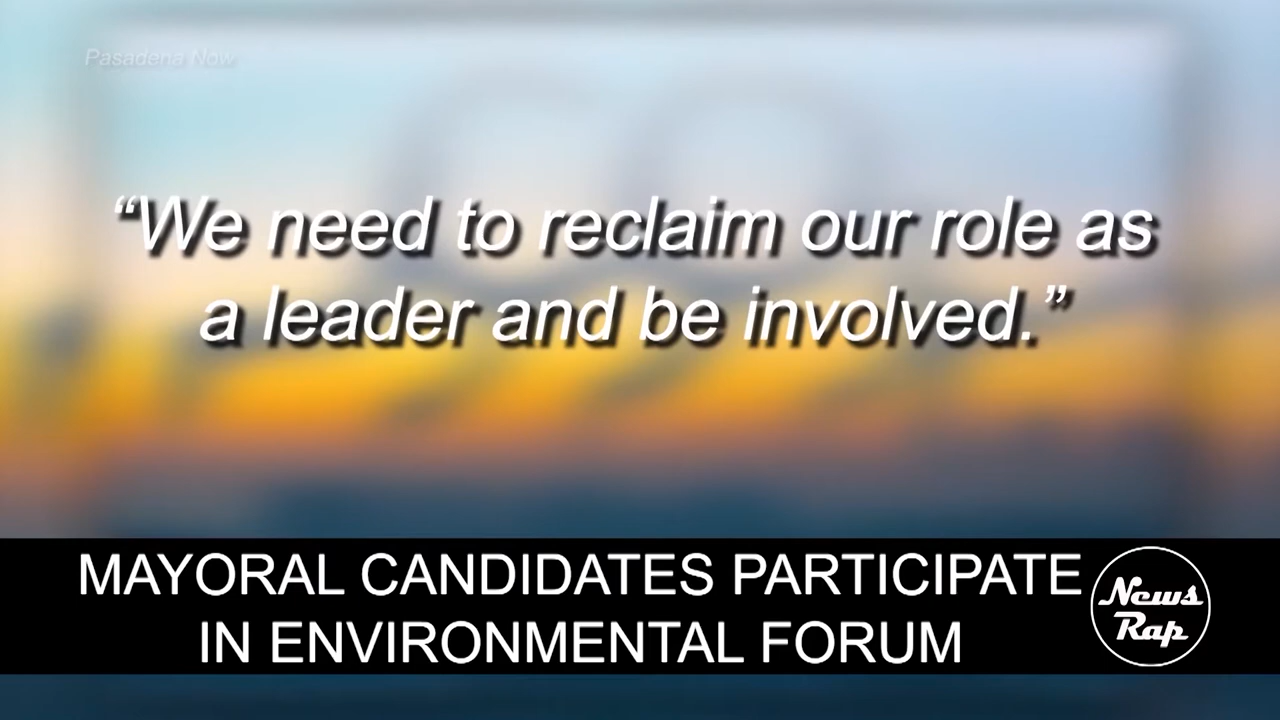 Pasadena Now
“We need to reclaim our role as
a leader and be involved.”
MAYORAL CANDIDATES PARTICIPATE
IN ENVIRONMENTAL FORUM
News
Rap